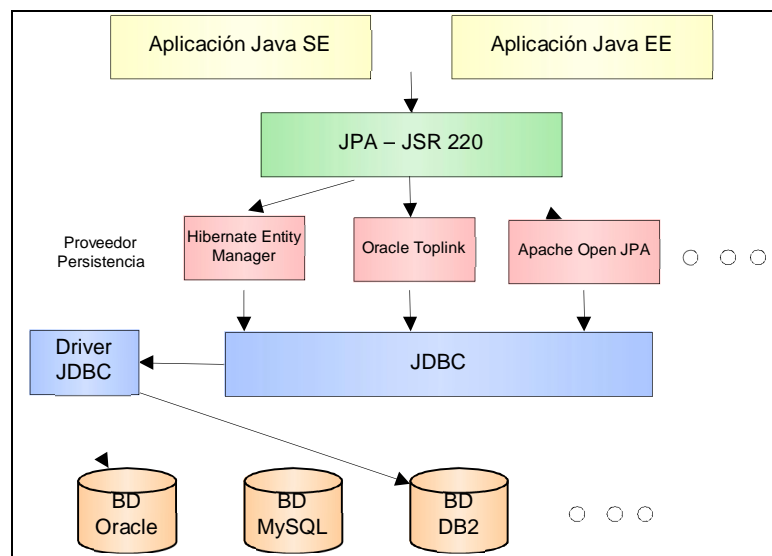 Aplicación Java SE
Aplicación Java EE
JPA – JSR 220
Proveedor
Persistencia
Hibernate Entity
Manager
Oracle Toplink
Apache Open JPA
Driver
JDBC
JDBC
BD
Oracle
BD
MySQL
BD
DB2